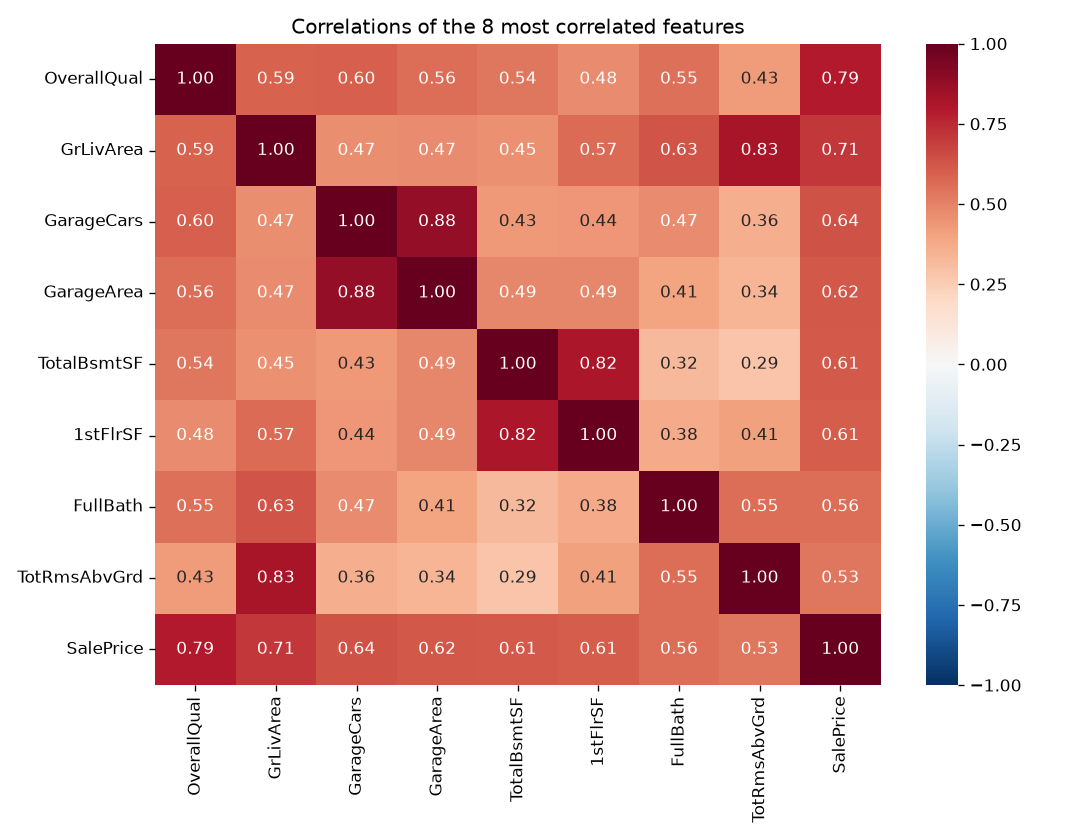 Correlations of the 8 most correlated features
OverallQual 1.00 0.59 0.60 0.56 0.54 0.48 0.55 0.43 0.79
GrLivArea 0.59 1.00 0.47 0.47 0.45 0.57 0.63 0.83 0.71
GarageCars 0.60 0.47 1.00 0.88 0.43 0.44 0.47 0.36 0.64
GarageArea 0.56 0.47 0.88 1.00 0.49 0.49 0.41 0.34 0.62
TotalBsmtSF 0.54 0.45 0.43 0.49 1.00 0.82 0.32 0.29 0.61
1stFlrSF 0.48 0.57 0.44 0.49 0.82 1.00 0.38 0.41 0.61
FullBath 0.55 0.63 0.47 0.41 0.32 0.38 1.00 0.55 0.56
TotRmsAbvGrd 0.43 0.83 0.36 0.34 0.29 0.41 0.55 1.00 0.53
SalePrice 0.79 0.71 0.64 0.62 0.61 0.61 0.56 0.53 1.00
OverallQual
GrLivArea
GarageCars
GarageArea
TotalBsmtSF
1stFlrSF
FullBath
TotRmsAbvGrd
SalePrice
1.00
0.75
0.50
0.25
0.00
−0.25
−0.50
−0.75
−1.00